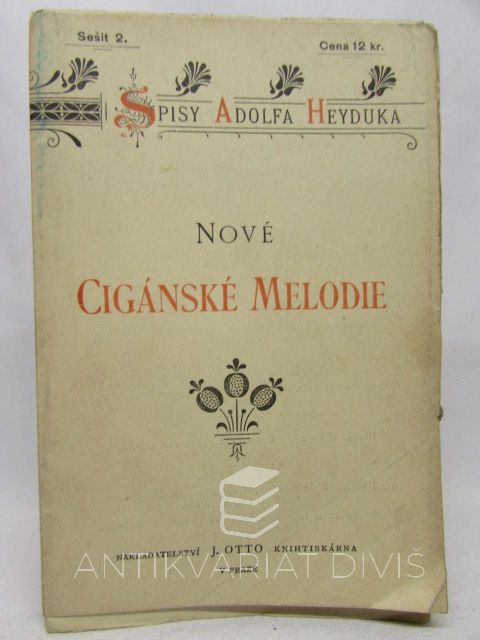 Sešit 2.
Cena 12 kr.
SPISY ADOLFA HEYDUKA
NOVÉ
CIGÁNSKÉ MELODIE
NAKLADATELSTVÍ J. OTTO KNIHTISKÁRNA
V PRAZE
ANTIKVARIAT DIVIŠ